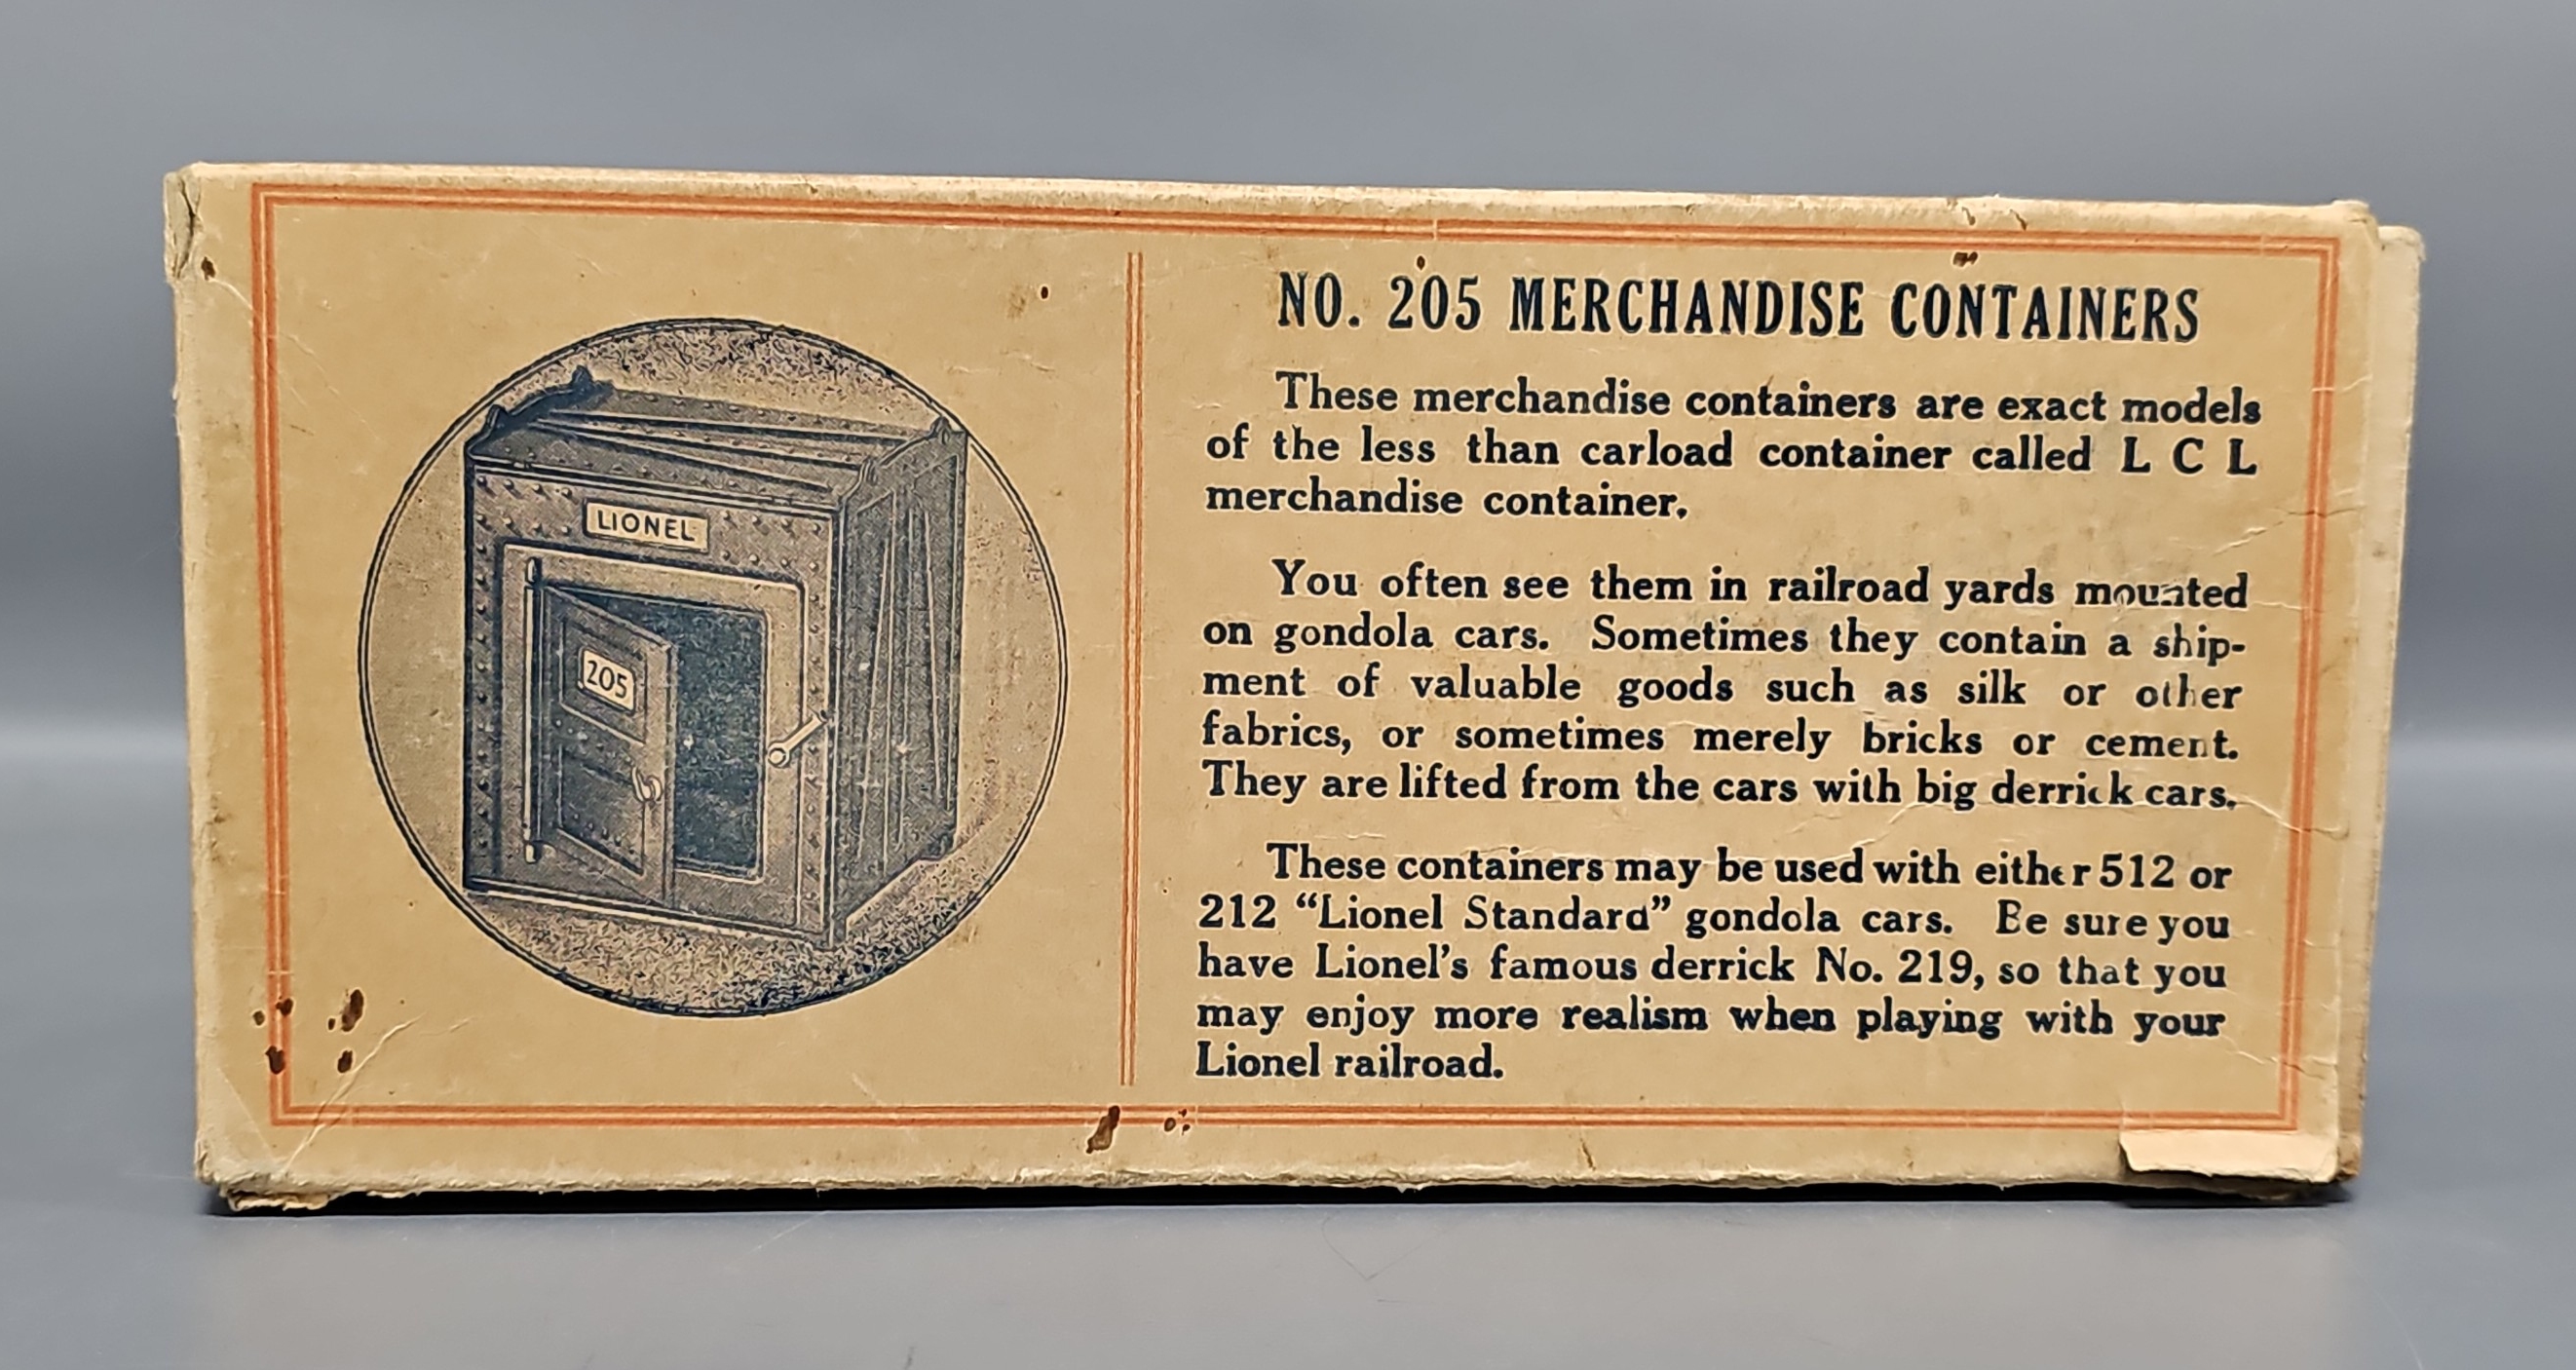 LIONEL
205
NO. 205 MERCHANDISE CONTAINERS
These merchandise containers are exact models
of the less than carload container called L C L
merchandise container.
You often see them in railroad yards mounted
on gondola cars. Sometimes they contain a ship-
ment of valuable goods such as silk or other
fabrics, or sometimes merely bricks or cement.
They are lifted from the cars with big derrick cars.
These containers may be used with either 512 or
212 “Lionel Standard” gondola cars. Be sure you
have Lionel's famous derrick No. 219, so that you
may enjoy more realism when playing with your
Lionel railroad.